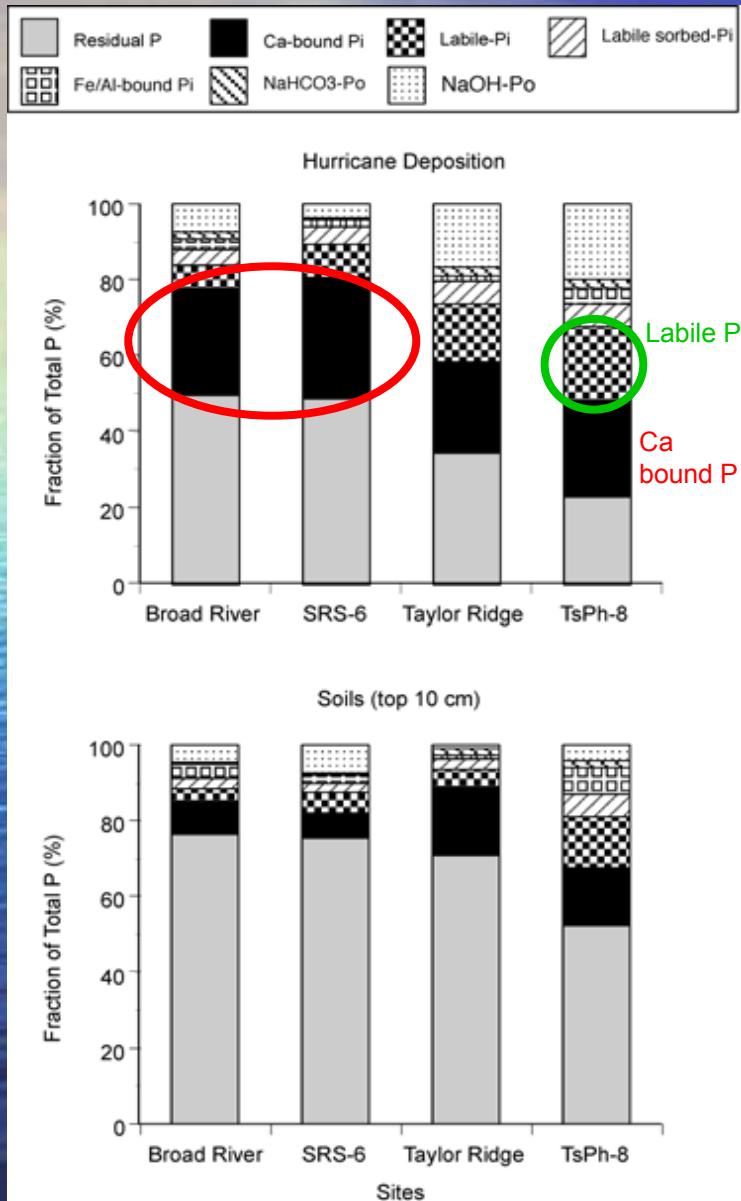 Residual P Ca-bound Pi Labile-Pi Labile sorbed-Pi
Fe/Al-bound Pi NaHCO3-Po NaOH-Po
Hurricane Deposition
Fraction of Total P (%)
100
80
60
40
20
0
Labile P
Ca
bound P
Broad River SRS-6 Taylor Ridge TsPh-8
Soils (top 10 cm)
Fraction of Total P (%)
100
80
60
40
20
0
Broad River SRS-6 Taylor Ridge TsPh-8
Sites